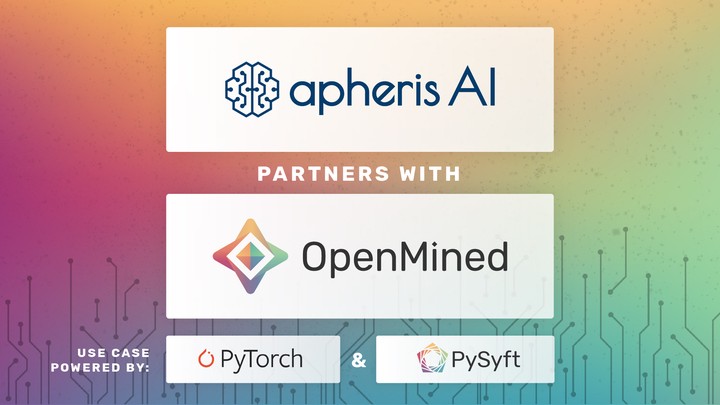 apheris AI
PARTNERS WITH
OpenMined
USE CASE
POWERED BY:
PyTorch & PySyft